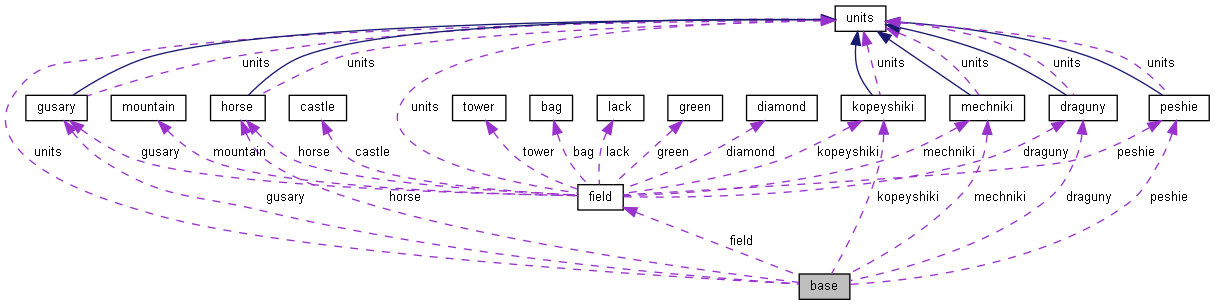 units
units
units
units
units
units
units
gusary
mountain
horse
castle
tower
bag
lack
green
diamond
kopeyshiki
mechniki
draguny
peshie
units
units
gusary
mountain
horse
castle
tower
bag
lack
green
diamond
kopeyshiki
mechniki
draguny
peshie
field
gusary
horse
kopeyshiki
mechniki
draguny
peshie
field
base